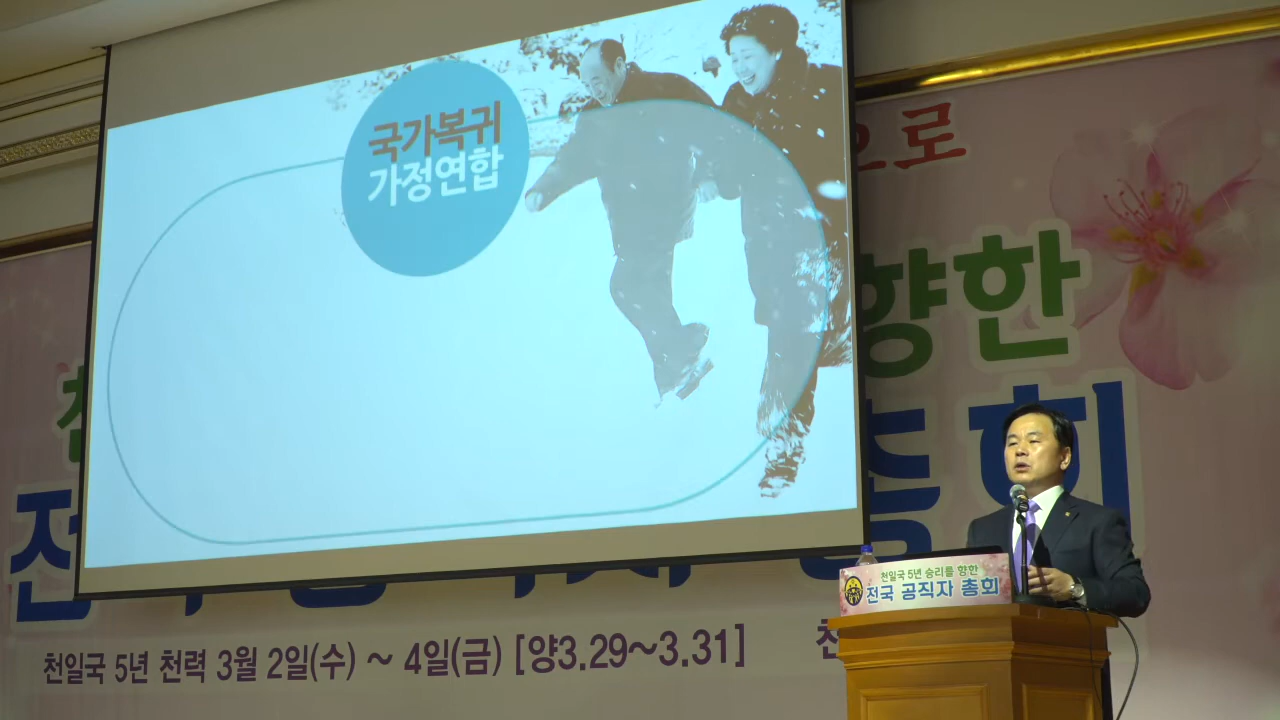 국가복귀
가정연합
으로
향한
천일국 5년 천력 3월 2일(수) ~ 4일(금) [양3.29~3.31]
천일국 5년 승리를 향한
전국 공직자 총회